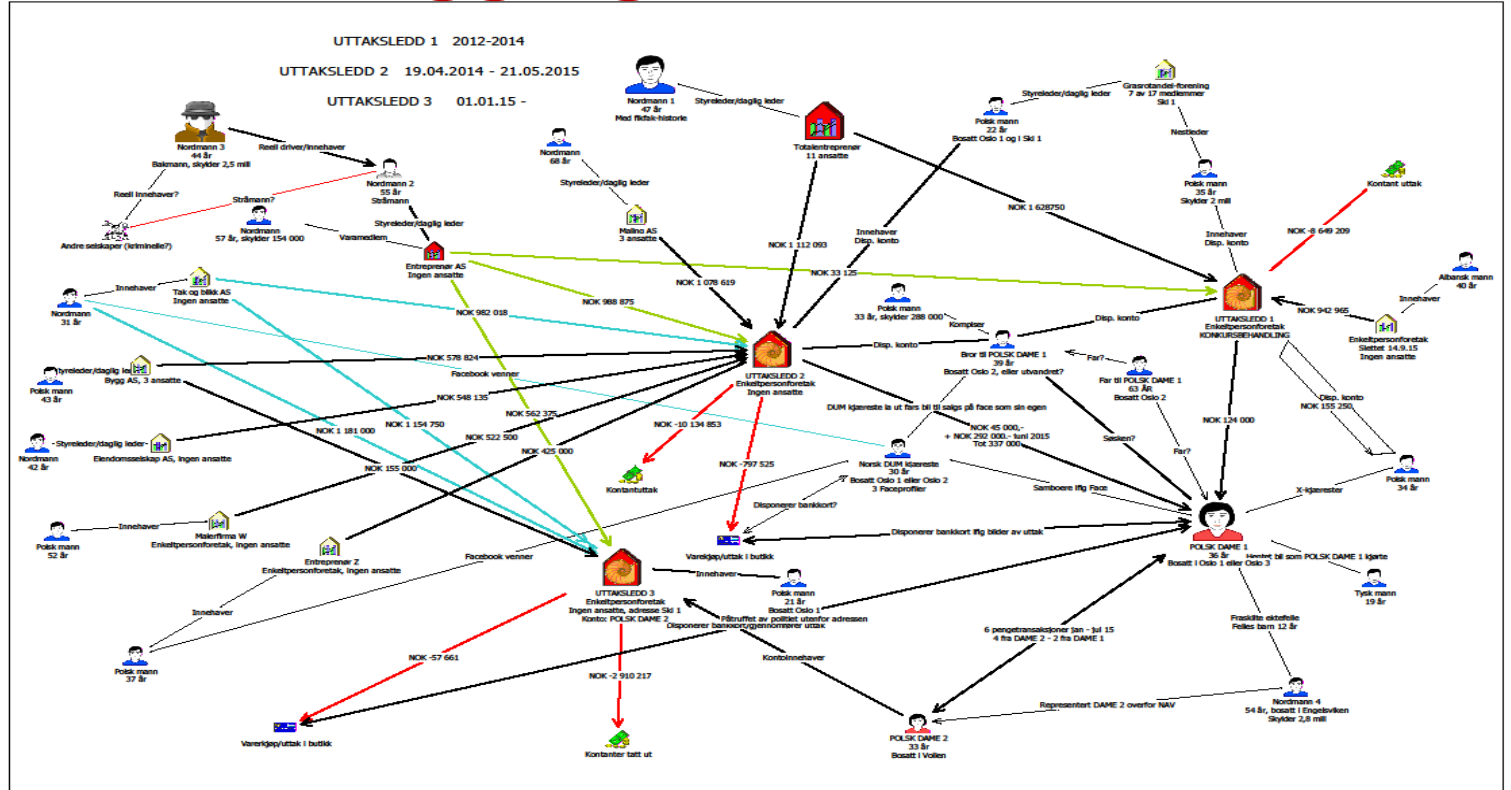 UTTAKSLEDD 1 2012-2014
UTTAKSLEDD 2 19.04.2014 - 21.05.2015
UTTAKSLEDD 3 01.01.15 -
Nordmann 1
47 år
Med fikfak-historie
Styreleder/daglig leder
Totalentreprenør
11 ansatte
Styreleder/daglig leder
Grasrotandel-forening
7 av 17 medlemmer
Ski 1
Polsk mann
22 år
Bosatt Oslo 1 og i Ski 1
Nestleder
Nordmann 3
44 år
Bakmann, skylder 2,5 mill
Reell driver/innehaver
Nordmann
68 år
Styreleder/daglig leder
Nordmann 2
55 år
Stråmann
Reell innehaver?
Stråmann?
Polsk mann
35 år
Skylder 2 mill
Kontant uttak
Maling AS
3 ansatte
Nordmann
57 år, skylder 154 000
Varamedlem
Styreleder/daglig leder
Andre selskaper (kriminelle?)
Entreprenør AS
Ingen ansatte
NOK 1 628750
NOK 1 112 093
Innehaver
Disp. konto
Innehaver
Disp. konto
NOK -8 649 209
NOK 33 125
NOK 1 078 619
Albansk mann
40 år
Innehaver
Tak og blikk AS
Ingen ansatte
Innehaver
Nordmann
31 år
NOK 988 875
NOK 982 018
Polsk mann
33 år, skylder 288 000
Kompiser
Disp. konto
UTTAKSLEDD 1
Enkeltpersonforetak
KONKURSBEHANDLING
NOK 942 965
Enkeltpersonforetak
Slettet 14.9.15
Ingen ansatte
Disp. konto
Bror til POLSK DAME 1
39 år
Bosatt Oslo 2, eller utvandret?
Far?
Far til POLSK DAME 1
63 ÅR
Bosatt Oslo 2
NOK 578 824
Bygg AS, 3 ansatte
Polsk mann
43 år
Facebook venner
UTTAKSLEDD 2
Enkeltpersonforetak
Ingen ansatte
Disp. konto
NOK 155 250
NOK 548 135
NOK 562 375
DUM kjæreste la ut fars bil til salgs på face som sin egen
NOK 124 000
NOK 1 181 000
NOK 1 154 750
NOK 522 500
NOK 425 000
NOK -10 134 853
NOK 45 000,-
+ NOK 292 000.- juni 2015
Tot 337 000
Søsken?
Far?
Nordmann
42 år
Styreleder/daglig leder
Eiendomsselskap AS, ingen ansatte
NOK 155 000
Kontantuttak
NOK -797 525
Norsk DUM kjæreste
30 år
Bosatt Oslo 1 eller Oslo 2
3 Faceprofiler
Samboere iflg Face
X-kjærester
Polsk mann
34 år
Disponerer bankkort?
Polsk mann
52 år
Innehaver
Malerfirma W
Enkeltpersonforetak, ingen ansatte
Disponerer bankkort iflg bilder av uttak
Varekjøp/uttak i butikk
POLSK DAME 1
36 år
Bosatt i Oslo 1 eller Oslo 3
Hentet bil som POLSK DAME 1 kjørte
Entreprenør Z
Enkeltpersonforetak, ingen ansatte
Facebook venner
Innehaver
Polsk mann
21 år
Bosatt Oslo 1
Påtruffet av politiet utenfor adressen
Tysk mann
19 år
UTTAKSLEDD 3
Enkeltpersonforetak
Ingen ansatte, adresse Ski 1
Konto: POLSK DAME 2
Disponerer bankkort/gjennomfører uttak
Innehaver
Fraskilte ektefelle
Felles barn 12 år
6 pengetransaksjoner jan - jul 15
4 fra DAME 2 - 2 fra DAME 1
Kontoinnehaver
Polsk mann
37 år
NOK -57 661
NOK -2 910 217
Nordmann 4
54 år, bosatt i Engelsviken
Skylder 2,8 mill
Representert DAME 2 overfor NAV
Varerkjøp/uttak i butikk
Kontanter tatt ut
POLSK DAME 2
33 år
Bosatt i Vollen